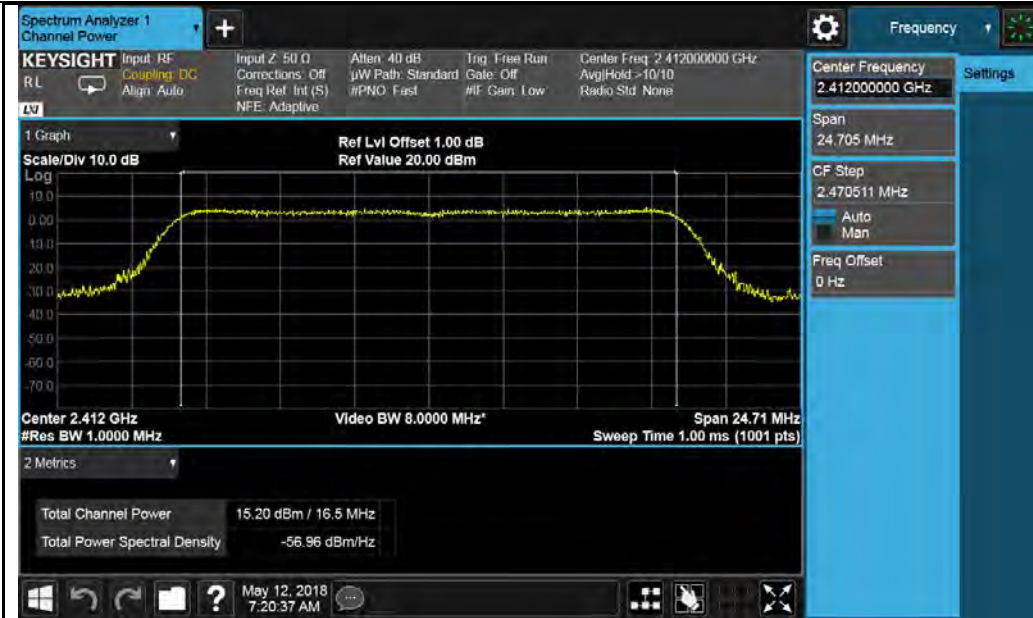 Spectrum Analyzer 1
Channel Power
+
Frequency
KEYSIGHT
RL
LXI
Input: RF
Coupling: DC
Align: Auto
Input Z: 50 Ω
Corrections: Off
Freq Ref: Int (S)
NFE: Adaptive
Atten: 40 dB
µW Path: Standard
#PNO: Fast
Trig: Free Run
Gate: Off
#IF Gain: Low
Center Freq: 2.412000000 GHz
Avg|Hold:>10/10
Radio Std: None
Center Frequency
2.412000000 GHz
Settings
Span
24.705 MHz
CF Step
2.470511 MHz
Auto
Man
Freq Offset
0 Hz
1 Graph
Scale/Div 10.0 dB
Ref Lvl Offset 1.00 dB
Ref Value 20.00 dBm
Log
10.0
0.00
-10.0
-20.0
-30.0
-40.0
-50.0
-60.0
-70.0
Center 2.412 GHz
Video BW 8.0000 MHz*
Span 24.71 MHz
#Res BW 1.0000 MHz
Sweep Time 1.00 ms (1001 pts)
2 Metrics
Total Channel Power 15.20 dBm / 16.5 MHz
Total Power Spectral Density -56.96 dBm/Hz
?
May 12, 2018
7:20:37 AM